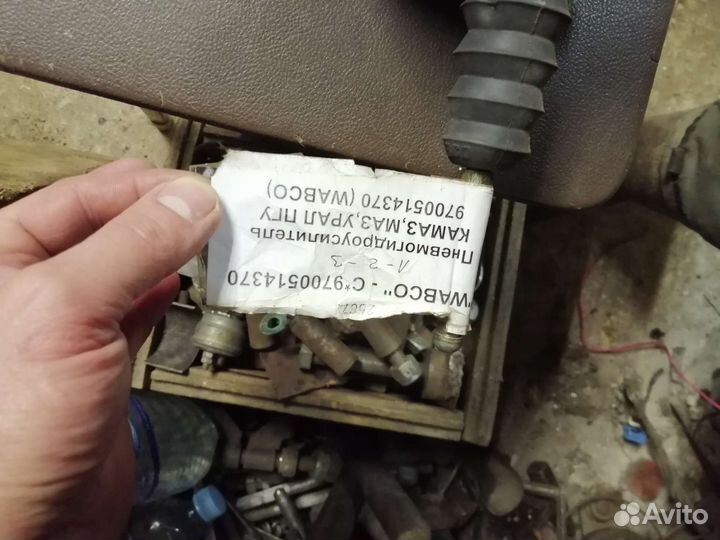 "WABCO" - C*9700514370
Л-2-3
Пневмогидроусилитель
КАМАЗ,МАЗ,УРАЛ ПГУ
9700514370 (WABCO)
Avito